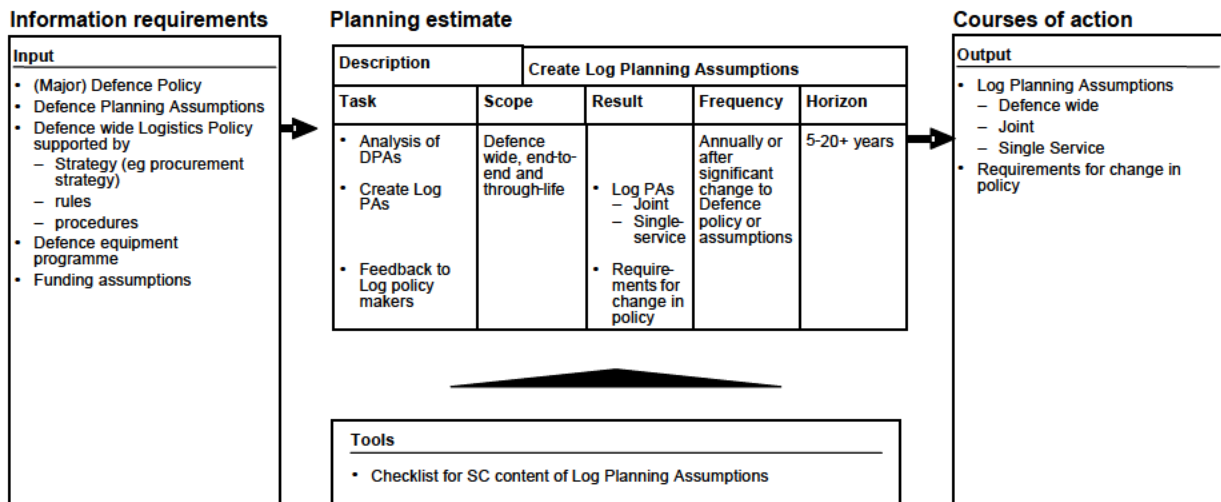 Information requirements
Input
• (Major) Defence Policy
• Defence Planning Assumptions
• Defence wide Logistics Policy
supported by
– Strategy (eg procurement
strategy)
– rules
– procedures
• Defence equipment
programme
• Funding assumptions
Planning estimate
Description
Create Log Planning Assumptions
Task
• Analysis of
DPAs
• Create Log
PAs
• Feedback to
Log policy
makers
Scope
Defence
wide, end-to-
end and
through-life
Result
• Log PAs
– Joint
– Single-
service
• Require-
ments for
change in
policy
Frequency
Annually or
after
significant
change to
Defence
policy or
assumptions
Horizon
5-20+ years
Tools
• Checklist for SC content of Log Planning Assumptions
Courses of action
Output
• Log Planning Assumptions
– Defence wide
– Joint
– Single Service
• Requirements for change in
policy